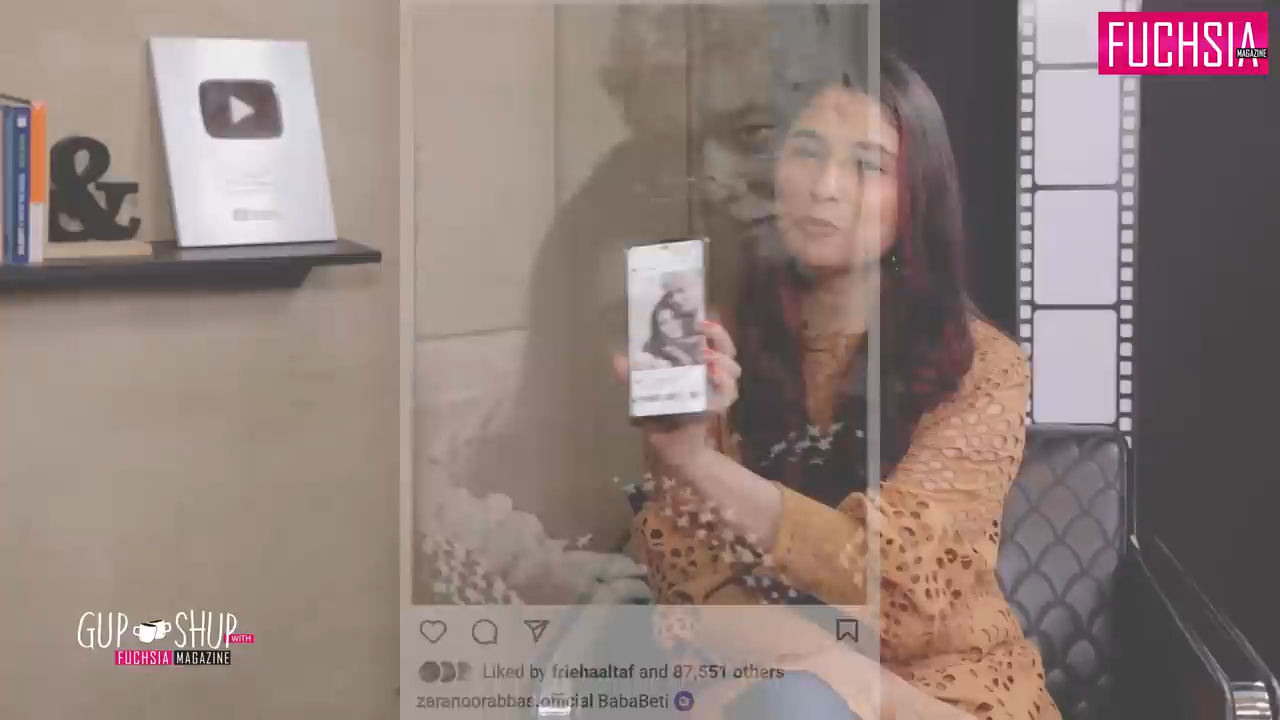 FUCHSIA
MAGAZINE
&
GUP SHUP
WITH
FUCHSIA MAGAZINE
Liked by friehaaltaf and 87,551 others
zaranoorabbas.official BabaBeti